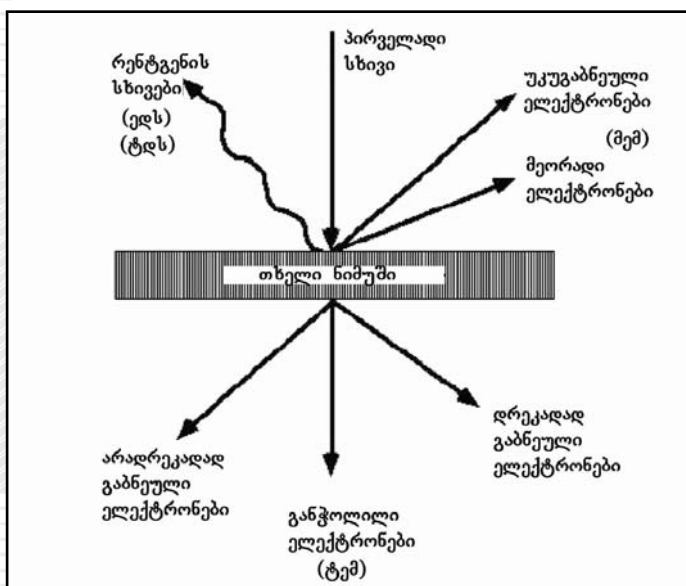 რენტგენის
სხივები
(ედს)
(ტდს)
პირველადი
სხივი
უკუგაბნეული
ელექტრონები
(მემ)
მეორადი
ელექტრონები
თხელი ნიმუში
არადრეკადად
გაბნეული
ელექტრონები
განჭოლილი
ელექტრონები
(ტემ)
დრეკადად
გაბნეული
ელექტრონები